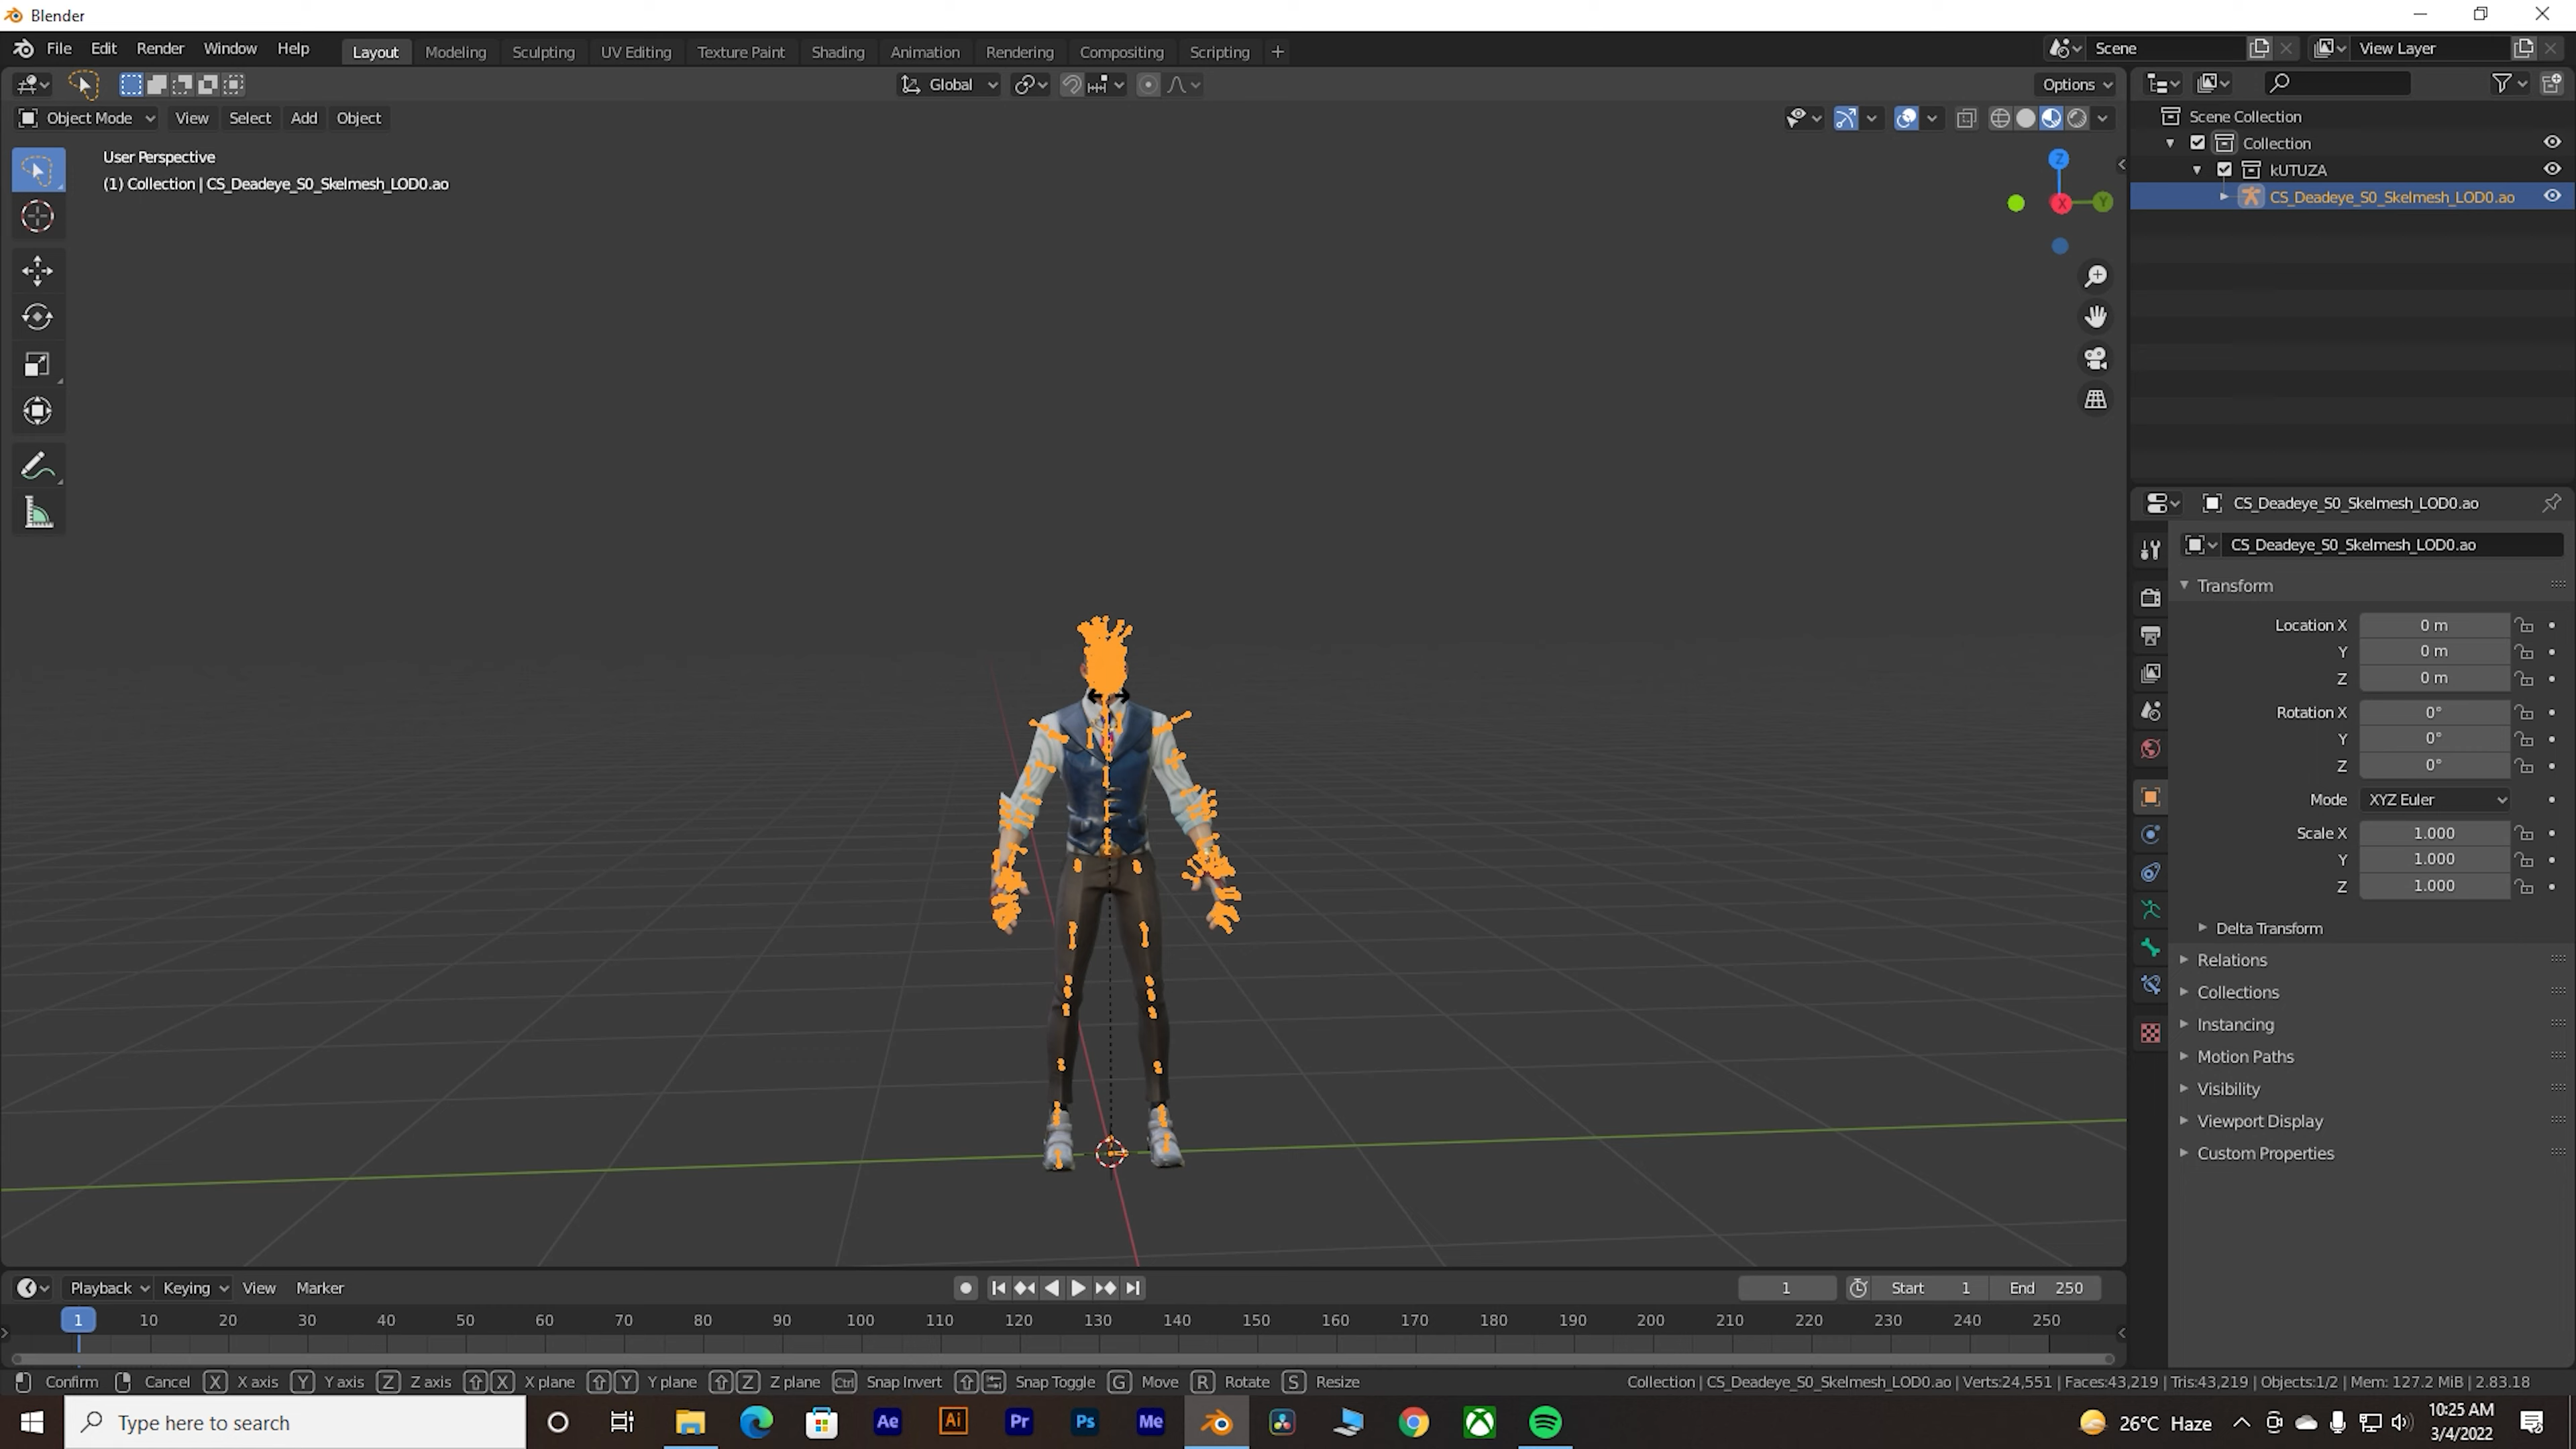 Blender
File Edit Render Window Help Layout Modeling Sculpting UV Editing Texture Paint Shading Animation Rendering Compositing Scripting + Scene View Layer
Global Options
Object Mode View Select Add Object
User Perspective
(1) Collection | CS_Deadeye_S0_Skelmesh_LOD0.ao
Z
X
Y
Scene Collection
Collection
kUTUZA
CS_Deadeye_S0_Skelmesh_LOD0.ao
CS_Deadeye_S0_Skelmesh_LOD0.ao
CS_Deadeye_S0_Skelmesh_LOD0.ao
Transform
Location X 0 m
Y 0 m
Z 0 m
Rotation X 0°
Y 0°
Z 0°
Mode XYZ Euler
Scale X 1.000
Y 1.000
Z 1.000
Delta Transform
Relations
Collections
Instancing
Motion Paths
Visibility
Viewport Display
Custom Properties
Playback Keying View Marker 1 Start 1 End 250
1 10 20 30 40 50 60 70 80 90 100 110 120 130 140 150 160 170 180 190 200 210 220 230 240 250
Confirm Cancel X X axis Y Y axis Z Z axis X X plane Y Y plane Z Z plane Ctrl Snap Invert Snap Toggle G Move R Rotate S Resize Collection | CS_Deadeye_S0_Skelmesh_LOD0.ao | Verts:24,551 | Faces:43,219 | Tris:43,219 | Objects:1/2 | Mem: 127.2 MiB | 2.83.18
Type here to search Ae Ai Pr Ps Me 26°C Haze 10:25 AM
3/4/2022